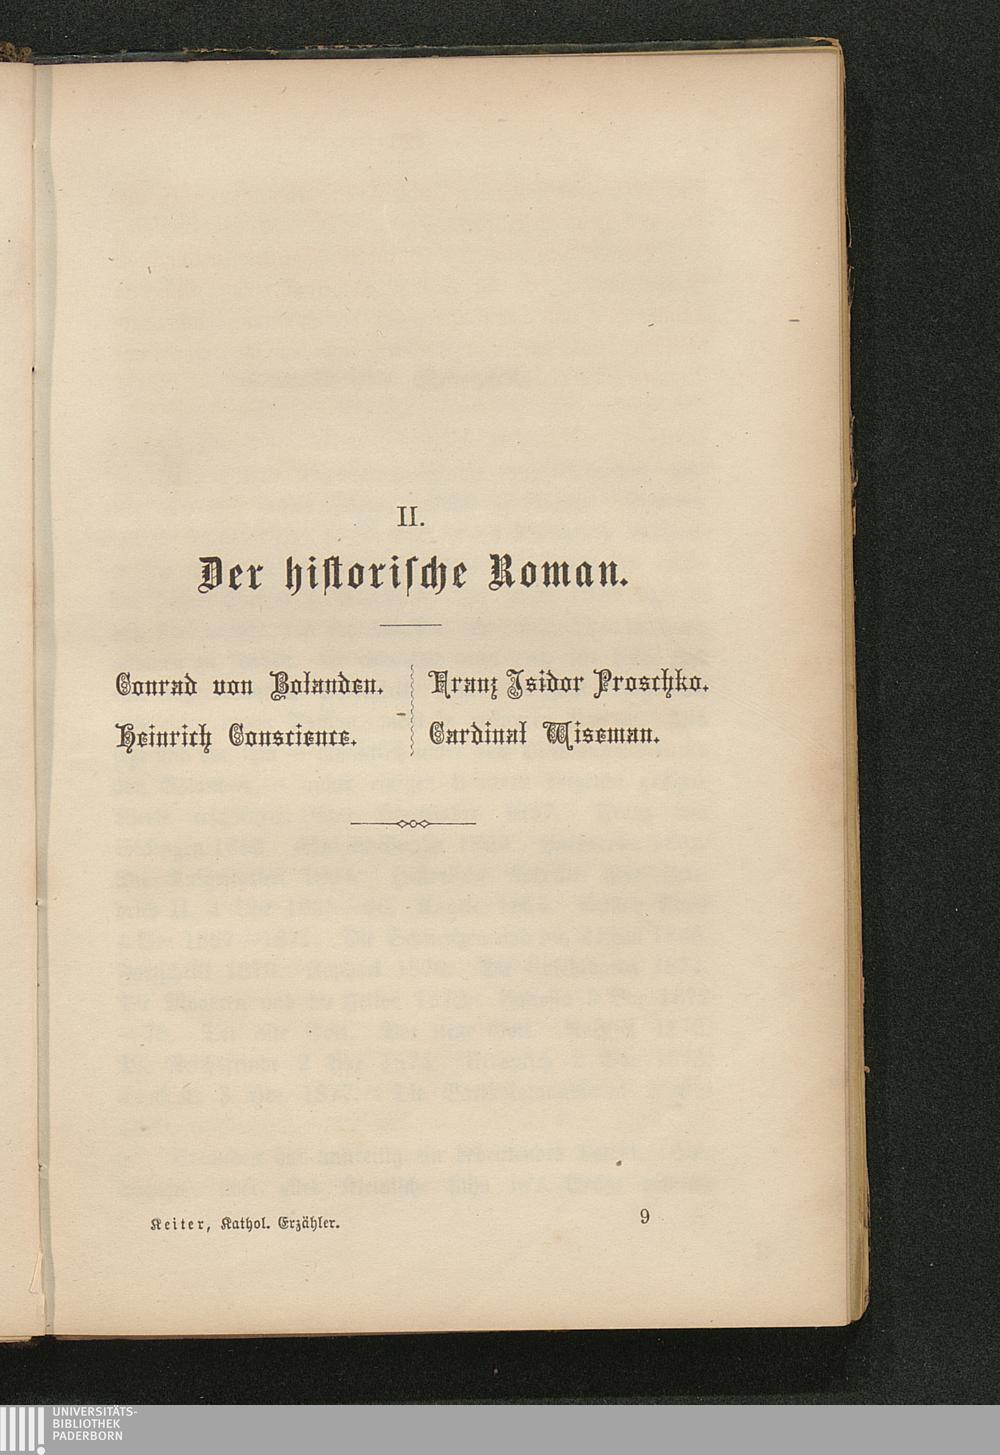 II.
Der historische Roman.
Conrad von Bolanden.
Heinrich Conscience.
Franz Isidor Proschko.
Cardinal Wiseman.
Keiter, Kathol. Erzähler.
9
UNIVERSITÄTS-
BIBLIOTHEK
PADERBORN